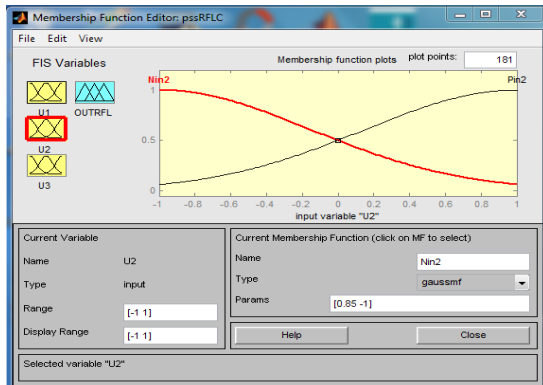 Membership Function Editor: pssRFLC
File Edit View
FIS Variables
Membership function plots plot points: 181
U1 OUTRFL
U2
U3
Nin2 Pin2
1
0.5
0
-1 -0.8 -0.6 -0.4 -0.2 0 0.2 0.4 0.6 0.8 1
input variable "U2"
Current Variable
Name U2
Type input
Range [-1 1]
Display Range [-1 1]
Current Membership Function (click on MF to select)
Name Nin2
Type gaussmf
Params [0.85 -1]
Help Close
Selected variable "U2"